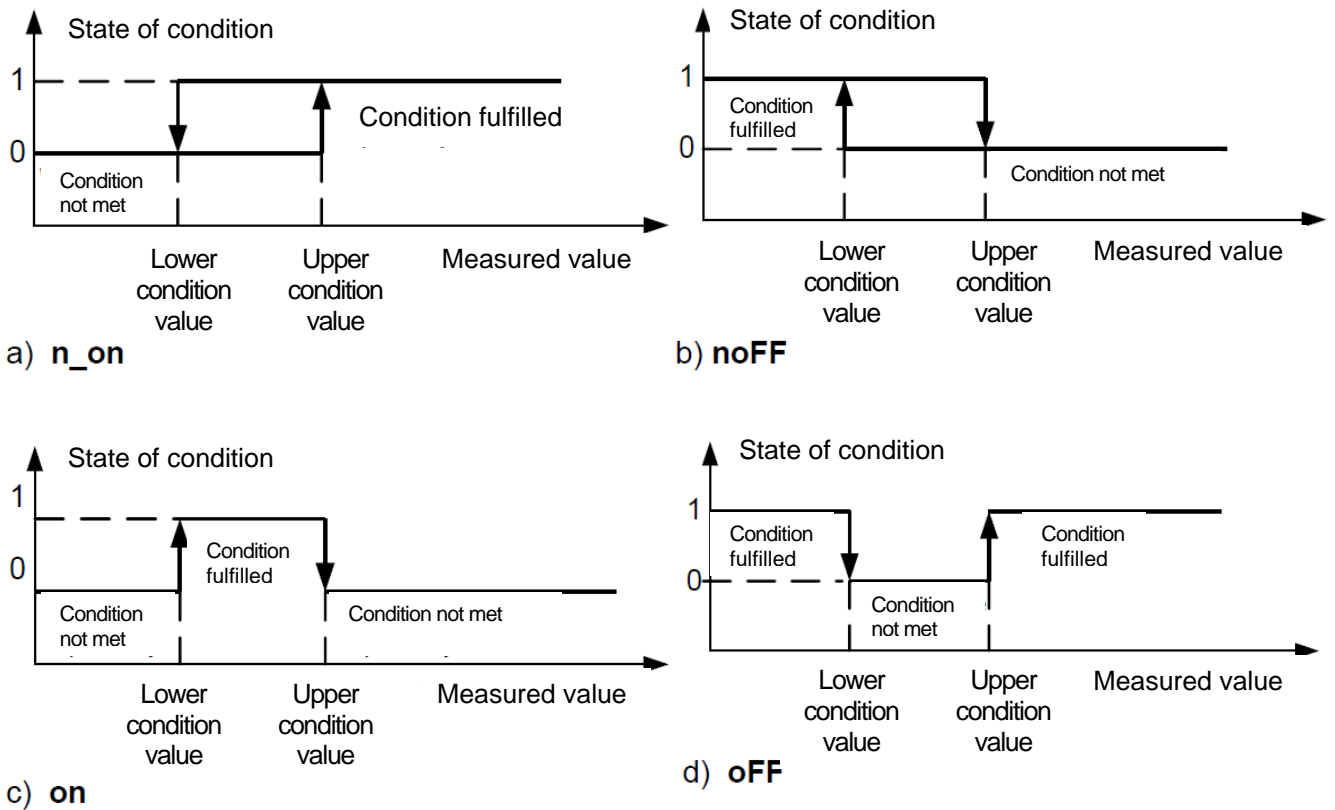 State of condition
1
0
Condition fulfilled
Condition
not met
Lower
condition
value
Upper
condition
value
Measured value
a) n_on
State of condition
1
0
Condition
fulfilled
Condition not met
Lower
condition
value
Upper
condition
value
Measured value
b) noFF
State of condition
1
0
Condition
fulfilled
Condition
not met
Condition not met
Lower
condition
value
Upper
condition
value
Measured value
c) on
State of condition
1
0
Condition
fulfilled
Condition
fulfilled
Condition
not met
Lower
condition
value
Upper
condition
value
Measured value
d) oFF